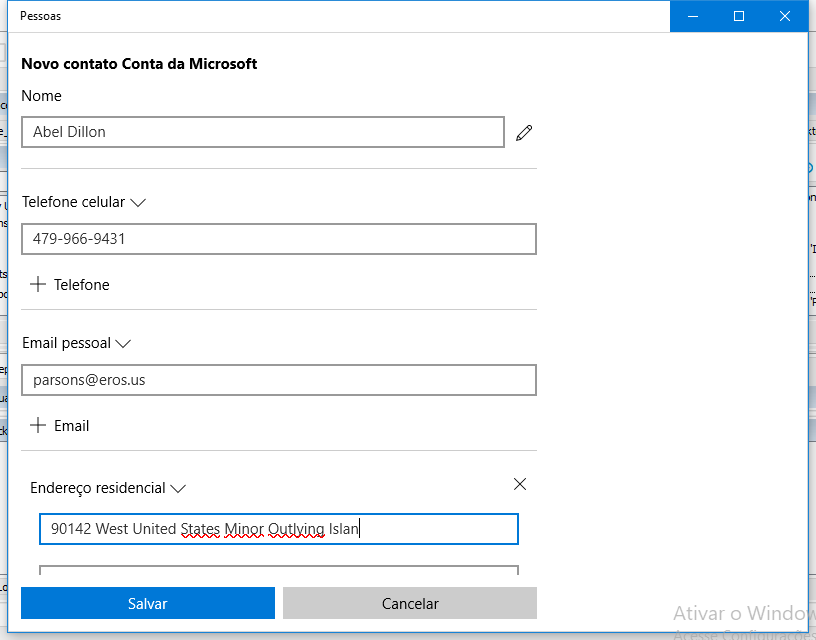 Pessoas
Novo contato Conta da Microsoft
Nome
Abel Dillon
Telefone celular
479-966-9431
Telefone
Email pessoal
parsons@eros.us
Email
Endereço residencial
90142 West United States Minor Outlying Islan
Salvar
Cancelar
Ativar o Window
Acesse Configurações